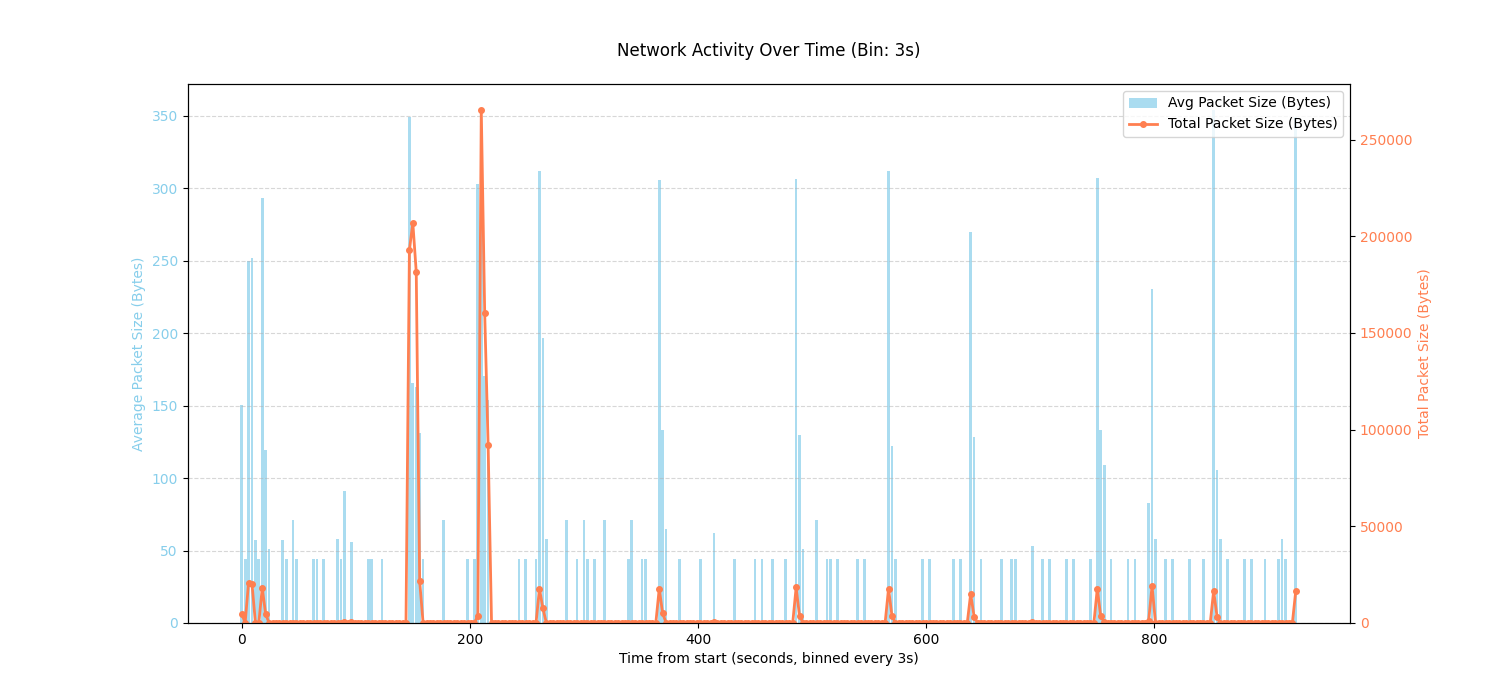 Network Activity Over Time (Bin: 3s)
Avg Packet Size (Bytes)
Total Packet Size (Bytes)
Average Packet Size (Bytes)
350
300
250
200
150
100
50
0
250000
200000
150000
100000
50000
0
Total Packet Size (Bytes)
0 200 400 600 800
Time from start (seconds, binned every 3s)